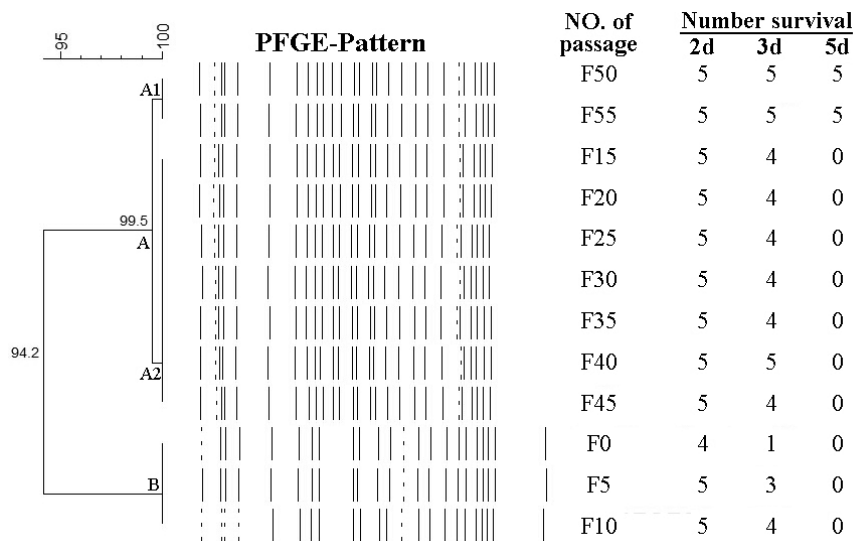 95
100
PFGE-Pattern
NO. of passage
Number survival
2d 3d 5d
A1
F50 5 5 5
F55 5 5 5
F15 5 4 0
F20 5 4 0
99.5
A
F25 5 4 0
F30 5 4 0
F35 5 4 0
94.2
A2
F40 5 5 0
F45 5 4 0
F0 4 1 0
B
F5 5 3 0
F10 5 4 0